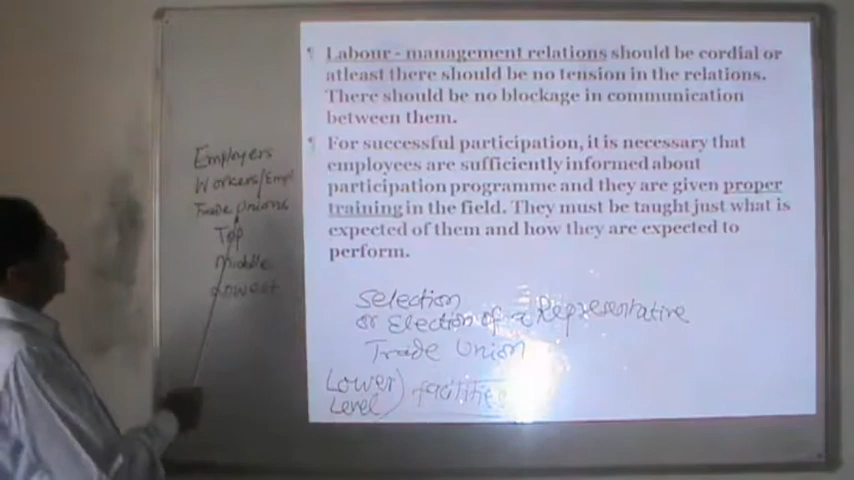 ¶ Labour - management relations should be cordial or
atleast there should be no tension in the relations.
There should be no blockage in communication
between them.
¶ For successful participation, it is necessary that
employees are sufficiently informed about
participation programme and they are given proper
training in the field. They must be taught just what is
expected of them and how they are expected to
perform.
Employers
Workers/Empl
Trade Unions
Top
Middle
Lowest
Selection
or Election of a Representative
Trade Union
Lower
Level) facilities